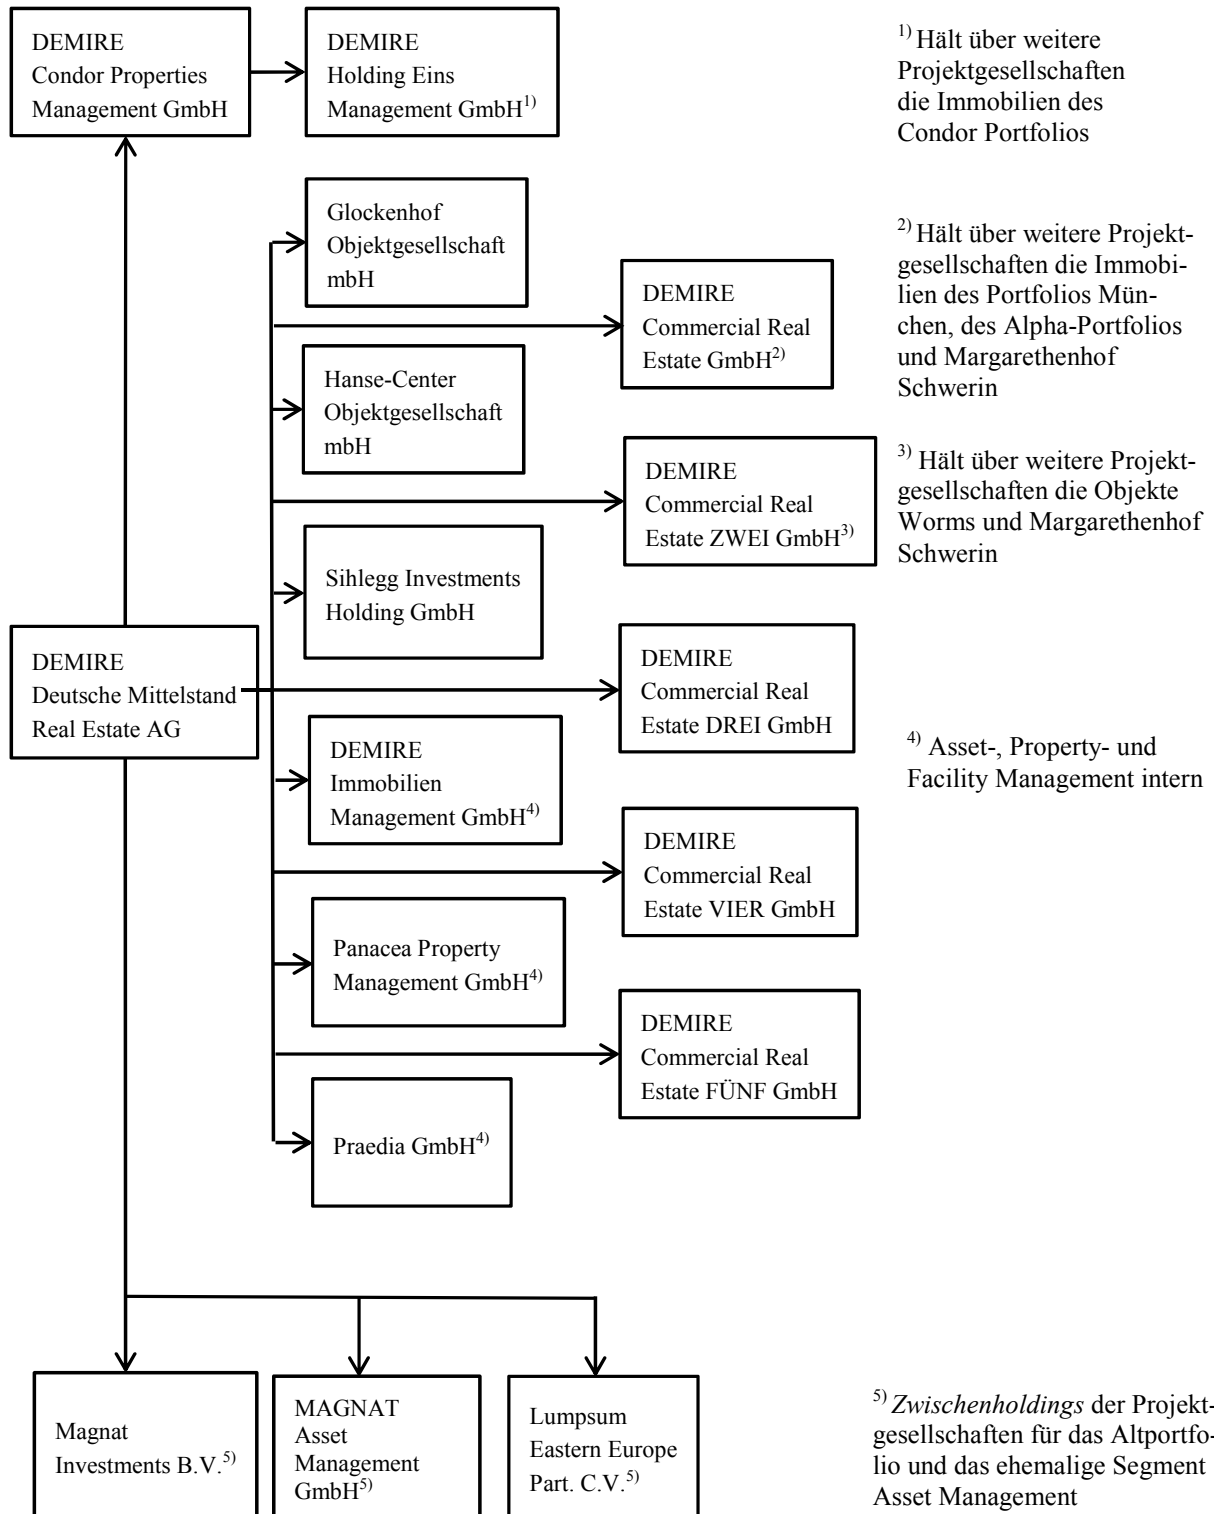 DEMIRE
Condor Properties
Management GmbH
DEMIRE
Holding Eins
Management GmbH1)
1) Hält über weitere
Projektgesellschaften
die Immobilien des
Condor Portfolios
Glockenhof
Objektgesellschaft
mbH
DEMIRE
Commercial Real
Estate GmbH2)
2) Hält über weitere Projekt-
gesellschaften die Immobi-
lien des Portfolios Mün-
chen, des Alpha-Portfolios
und Margarethenhof
Schwerin
Hanse-Center
Objektgesellschaft
mbH
DEMIRE
Commercial Real
Estate ZWEI GmbH3)
3) Hält über weitere Projekt-
gesellschaften die Objekte
Worms und Margarethenhof
Schwerin
Sihlegg Investments
Holding GmbH
DEMIRE
Deutsche Mittelstand
Real Estate AG
DEMIRE
Commercial Real
Estate DREI GmbH
DEMIRE
Immobilien
Management GmbH4)
4) Asset-, Property- und
Facility Management intern
DEMIRE
Commercial Real
Estate VIER GmbH
Panacea Property
Management GmbH4)
DEMIRE
Commercial Real
Estate FÜNF GmbH
Praedia GmbH4)
Magnat
Investments B.V.5)
MAGNAT
Asset
Management
GmbH5)
Lumpsum
Eastern Europe
Part. C.V.5)
5) Zwischenholdings der Projekt-
gesellschaften für das Altportfo-
lio und das ehemalige Segment
Asset Management